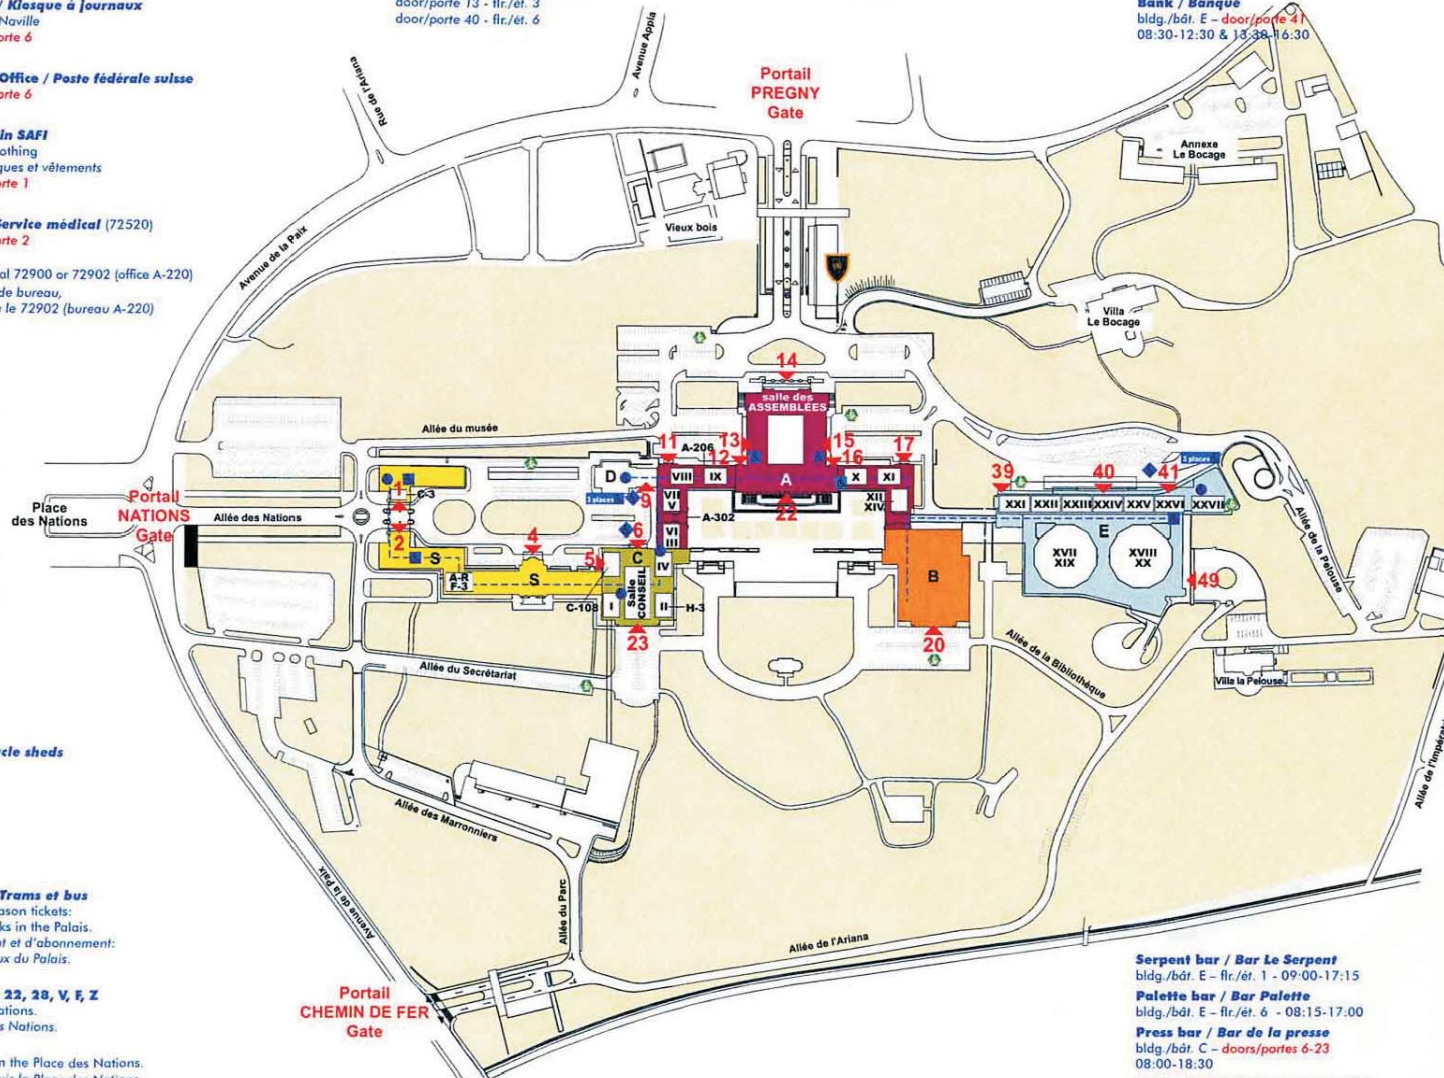 / Kiosque à journaux
Naville
orte 6
Office / Poste fédérale suisse
orte 6
in SAFI
othing
gues et vêtements
orte 1
Service médical (72520)
orte 2
al 72900 or 72902 (office A-220)
de bureau,
le 72902 (bureau A-220)
door/porte 13 - flr./ét. 3
door/porte 40 - flr./ét. 6
Bank / Banque
bldg./bât. E – door/porte 41
08:30-12:30 & 13:30-16:30
Rue de l'Ariana
Avenue Appia
Portail
PREGNY
Gate
Annexe
Le Bocage
Vieux bois
Avenue de la Paix
Villa
Le Bocage
14
salle des
ASSEMBLÉES
Allée du musée
11
A-206
13
12
15
16
17
39
40
41
3 places
D
VIII
IX
A
X
XI
1
C-3
9
3 places
VII
V
XII
XIV
XXI
XXII
XXIII
XXIV
XXV
XXVI
XXVII
Place
des Nations
Portail
NATIONS
Gate
Allée des Nations
A-302
22
2
4
6
VI
III
E
Allée de la Pelouse
S
5
C
IV
XVII
XIX
XVIII
XX
A-R
F-3
S
Salle
CONSEIL
B
49
C-108
I
II
H-3
23
20
Allée de la Bibliothèque
Allée du Secrétariat
Villa la Pelouse
Allée de l'Impérat
cle sheds
Allée des Marronniers
Trams et bus
ason tickets:
ks in the Palais.
nt et d'abonnement:
ux du Palais.
Avenue de la Paix
Allée du Parc
Allée de l'Ariana
22, 28, V, F, Z
ations.
s Nations.
Portail
CHEMIN DE FER
Gate
m the Place des Nations.
Serpent bar / Bar Le Serpent
bldg./bât. E – flr./ét. 1 - 09:00-17:15
Palette bar / Bar Palette
bldg./bât. E – flr./ét. 6 - 08:15-17:00
Press bar / Bar de la presse
bldg./bât. C – doors/portes 6-23
08:00-18:30